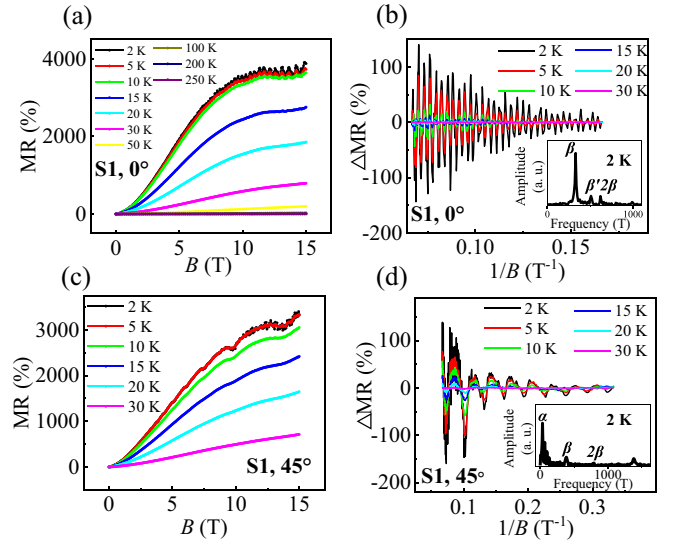 (a)
MR (%)
4000
2000
0
2 K
5 K
10 K
15 K
20 K
30 K
50 K
100 K
200 K
250 K
S1, 0°
0
5
10
15
B (T)
(b)
ΔMR (%)
100
0
-100
-200
2 K
5 K
10 K
15 K
20 K
30 K
S1, 0°
Amplitude
(a. u.)
β
β'2β
2 K
0
1000
Frequency (T)
0.10
0.15
1/B (T-1)
(c)
MR (%)
3000
2000
1000
0
2 K
5 K
10 K
15 K
20 K
30 K
S1, 45°
0
5
10
15
B (T)
(d)
ΔMR (%)
100
0
-100
-200
2 K
5 K
10 K
15 K
20 K
30 K
S1, 45°
Amplitude
(a. u.)
α
β
2β
2 K
0
1000
Frequency (T)
0.1
0.2
0.3
1/B (T-1)